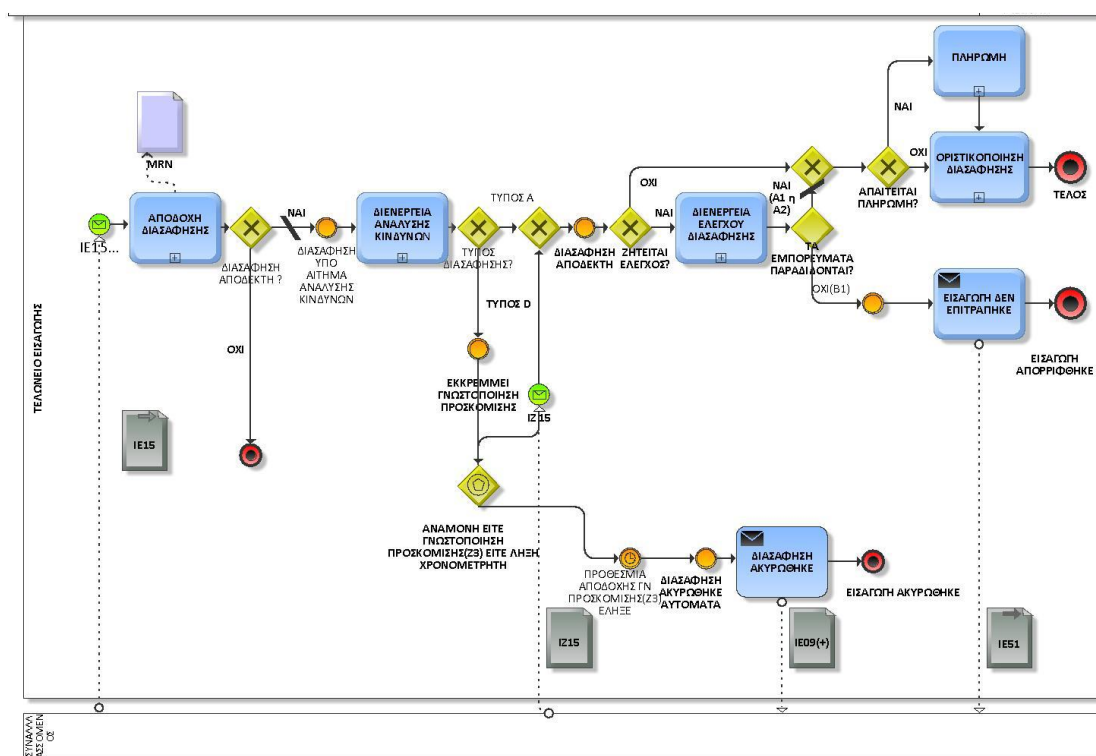 ΠΛΗΡΩΜΗ
ΝΑΙ
MRN
ΟΧΙ
ΝΑΙ
(Α1 η
Α2)
ΟΧΙ
ΟΡΙΣΤΙΚΟΠΟΙΗΣΗ
ΔΙΑΣΑΦΗΣΗΣ
ΑΠΑΙΤΕΙΤΑΙ
ΠΛΗΡΩΜΗ?
ΤΕΛΟΣ
ΤΥΠΟΣ Α
ΑΠΟΔΟΧΗ
ΔΙΑΣΑΦΗΣΗΣ
ΝΑΙ
ΔΙΕΝΕΡΓΕΙΑ
ΑΝΑΛΥΣΗΣ
ΚΙΝΔΥΝΩΝ
ΝΑΙ
ΔΙΕΝΕΡΓΕΙΑ
ΕΛΕΓΧΟΥ
ΔΙΑΣΑΦΗΣΗΣ
IE15...
ΔΙΑΣΑΦΗΣΗ
ΑΠΟΔΕΚΤΗ ?
ΔΙΑΣΑΦΗΣΗ
ΥΠΟ
ΑΙΤΗΜΑ
ΑΝΑΛΥΣΗΣ
ΚΙΝΔΥΝΩΝ
ΤΥΠΟΣ
ΔΙΑΣΑΦΗΣΗΣ?
ΔΙΑΣΑΦΗΣΗ
ΑΠΟΔΕΚΤΗ
ΖΗΤΕΙΤΑΙ
ΕΛΕΓΧΟΣ?
ΤΑ
ΕΜΠΟΡΕΥΜΑΤΑ
ΠΑΡΑΔΙΔΟΝΤΑΙ?
ΟΧΙ(Β1)
ΤΥΠΟΣ D
ΕΙΣΑΓΩΓΗ ΔΕΝ
ΕΠΙΤΡΑΠΗΚΕ
ΤΕΛΩΝΕΙΟ ΕΙΣΑΓΩΓΗΣ
ΟΧΙ
ΕΙΣΑΓΩΓΗ
ΑΠΟΡΡΙΦΘΗΚΕ
ΕΚΚΡΕΜΜΕΙ
ΓΝΩΣΤΟΠΟΙΗΣΗ
ΠΡΟΣΚΟΜΙΣΗΣ
IZ15
IE15
ΑΝΑΜΟΝΗ ΕΙΤΕ
ΓΝΩΣΤΟΠΟΙΗΣΗ
ΠΡΟΣΚΟΜΙΣΗΣ(Ζ3) ΕΙΤΕ ΛΗΞΗ
ΧΡΟΝΟΜΕΤΡΗΤΗ
ΔΙΑΣΑΦΗΣΗ
ΑΚΥΡΩΘΗΚΕ
ΠΡΟΘΕΣΜΙΑ
ΑΠΟΔΟΧΗΣ ΓΝ
ΠΡΟΣΚΟΜΙΣΗΣ(Ζ3)
ΕΛΗΞΕ
ΔΙΑΣΑΦΗΣΗ
ΑΚΥΡΩΘΗΚΕ
ΑΥΤΟΜΑΤΑ
ΕΙΣΑΓΩΓΗ ΑΚΥΡΩΘΗΚΕ
IZ15
IE09(+)
IE51
ΣΥΝΑΛΛΑ
ΑΣΣΟΜΕΝ
ΟΣ